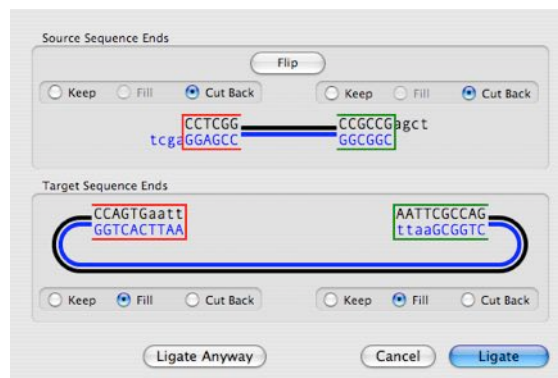 Source Sequence Ends
Flip
Keep Fill Cut Back Keep Fill Cut Back
CCTCGG CCGCCGagct
tcgaGGAGCC GGCGGC
Target Sequence Ends
CCAGTGaatt AATTCGCCAG
GGTCACTTAA ttaaGCGGTC
Keep Fill Cut Back Keep Fill Cut Back
Ligate Anyway Cancel Ligate